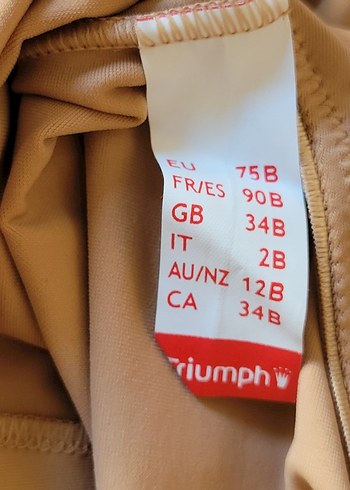 EU 75B
FR/ES 90B
GB 34B
IT 2B
AU/NZ 12B
CA 34B
Triumph